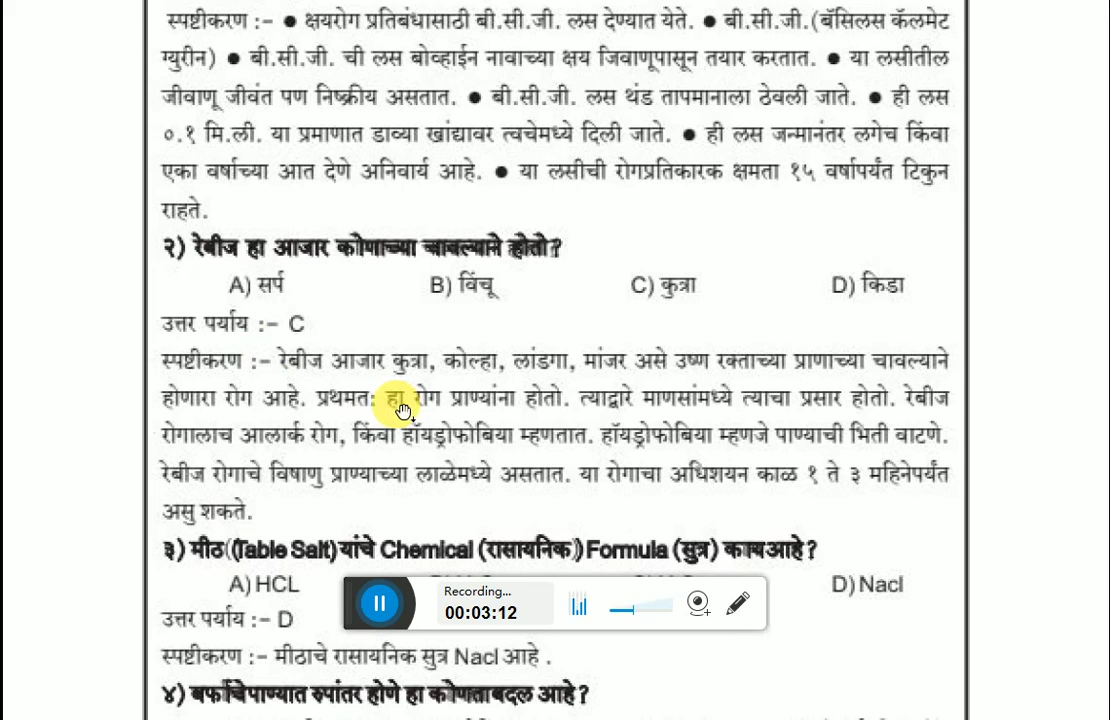 स्पष्टीकरण :- ● क्षयरोग प्रतिबंधासाठी बी.सी.जी. लस देण्यात येते. ● बी.सी.जी.(बॅसिलस कॅलमेट
ग्युरीन) ● बी.सी.जी. ची लस बोव्हाईन नावाच्या क्षय जिवाणूपासून तयार करतात. ● या लसीतील
जीवाणू जीवंत पण निष्क्रीय असतात. ● बी.सी.जी. लस थंड तापमानाला ठेवली जाते. ● ही लस
०.१ मि.ली. या प्रमाणात डाव्या खांद्यावर त्वचेमध्ये दिली जाते. ● ही लस जन्मानंतर लगेच किंवा
एका वर्षाच्या आत देणे अनिवार्य आहे. ● या लसीची रोगप्रतिकारक क्षमता १५ वर्षापर्यंत टिकुन
राहते.
२) रेबीज हा आजार कोणाच्या चावल्याने होतो?
A) सर्प B) विंचू C) कुत्रा D) किडा
उत्तर पर्याय :- C
स्पष्टीकरण :- रेबीज आजार कुत्रा, कोल्हा, लांडगा, मांजर असे उष्ण रक्ताच्या प्राणाच्या चावल्याने
होणारा रोग आहे. प्रथमत: हा रोग प्राण्यांना होतो. त्याद्वारे माणसांमध्ये त्याचा प्रसार होतो. रेबीज
रोगालाच आलार्क रोग, किंवा हॉयड्रोफोबिया म्हणतात. हॉयड्रोफोबिया म्हणजे पाण्याची भिती वाटणे.
रेबीज रोगाचे विषाणु प्राण्याच्या लाळेमध्ये असतात. या रोगाचा अधिशयन काळ १ ते ३ महिनेपर्यंत
असु शकते.
३) मीठ (Table Salt) यांचे Chemical (रासायनिक) Formula (सुत्र) काय आहे?
A) HCL D) Nacl
Recording...
00:03:12
उत्तर पर्याय :- D
स्पष्टीकरण :- मीठाचे रासायनिक सुत्र Nacl आहे .
४) बर्फाचे पाण्यात रुपांतर होणे हा कोणता बदल आहे?